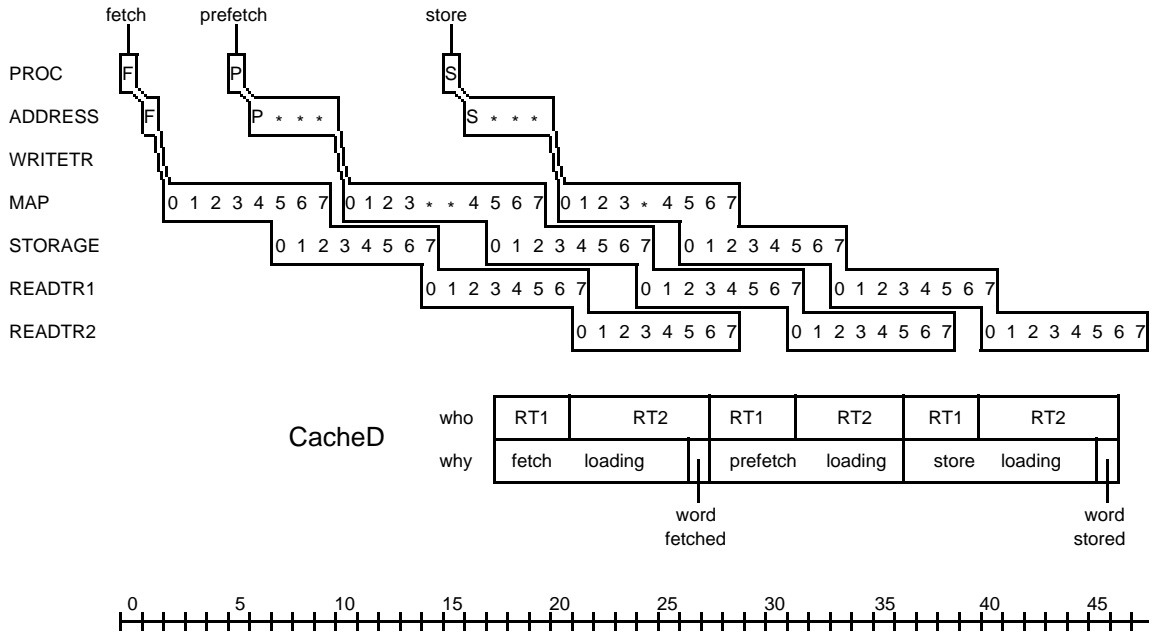 fetch prefetch store
PROC F P S
ADDRESS F P * * * S * * *
WRITETR
MAP 0 1 2 3 4 5 6 7 0 1 2 3 * * 4 5 6 7 0 1 2 3 * 4 5 6 7
STORAGE 0 1 2 3 4 5 6 7 0 1 2 3 4 5 6 7 0 1 2 3 4 5 6 7
READTR1 0 1 2 3 4 5 6 7 0 1 2 3 4 5 6 7 0 1 2 3 4 5 6 7
READTR2 0 1 2 3 4 5 6 7 0 1 2 3 4 5 6 7 0 1 2 3 4 5 6 7
CacheD
who RT1 RT2 RT1 RT2 RT1 RT2
why fetch loading prefetch loading store loading
word word
fetched stored
0 5 10 15 20 25 30 35 40 45